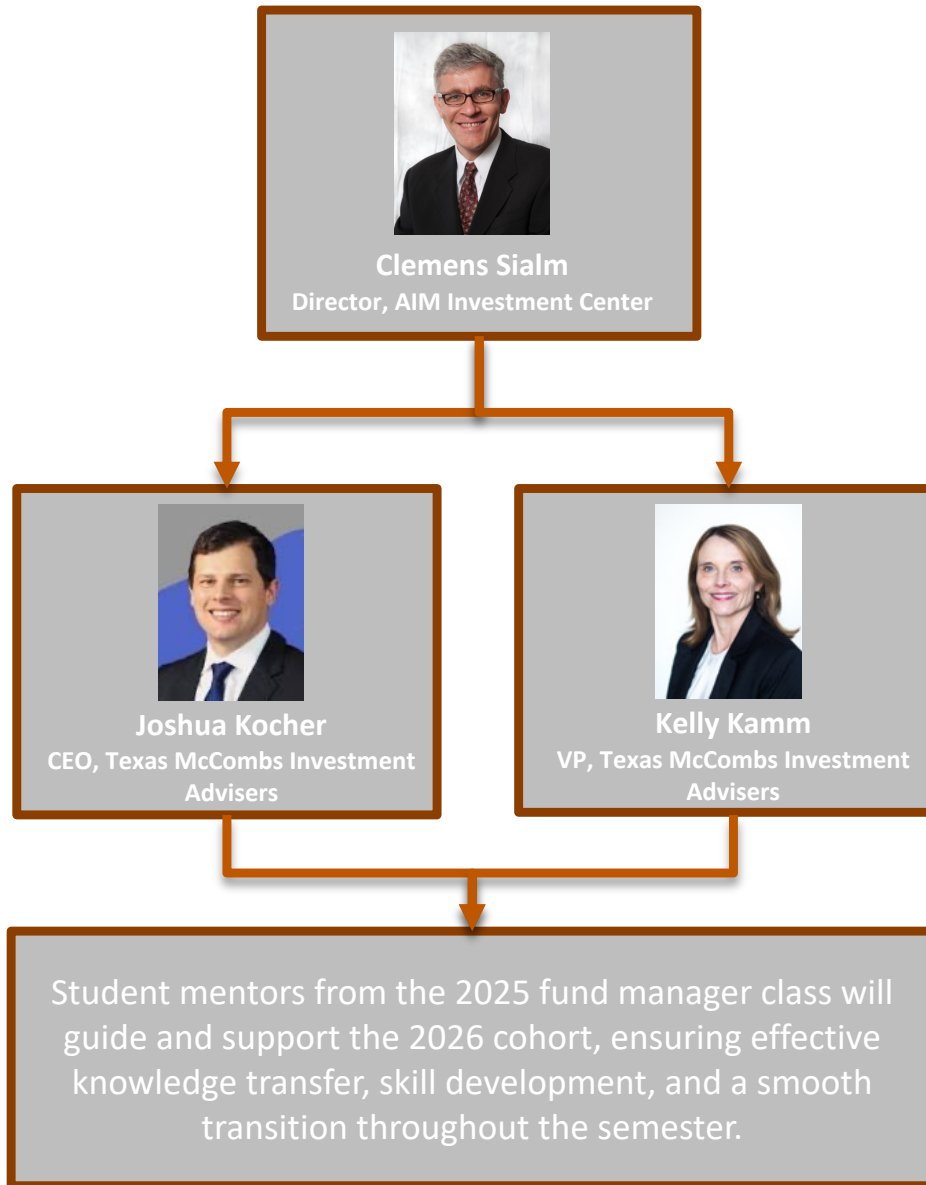 Clemens Sialm
Director, AIM Investment Center
Joshua Kocher
CEO, Texas McCombs Investment
Advisers
Kelly Kamm
VP, Texas McCombs Investment
Advisers
Student mentors from the 2025 fund manager class will
guide and support the 2026 cohort, ensuring effective
knowledge transfer, skill development, and a smooth
transition throughout the semester.